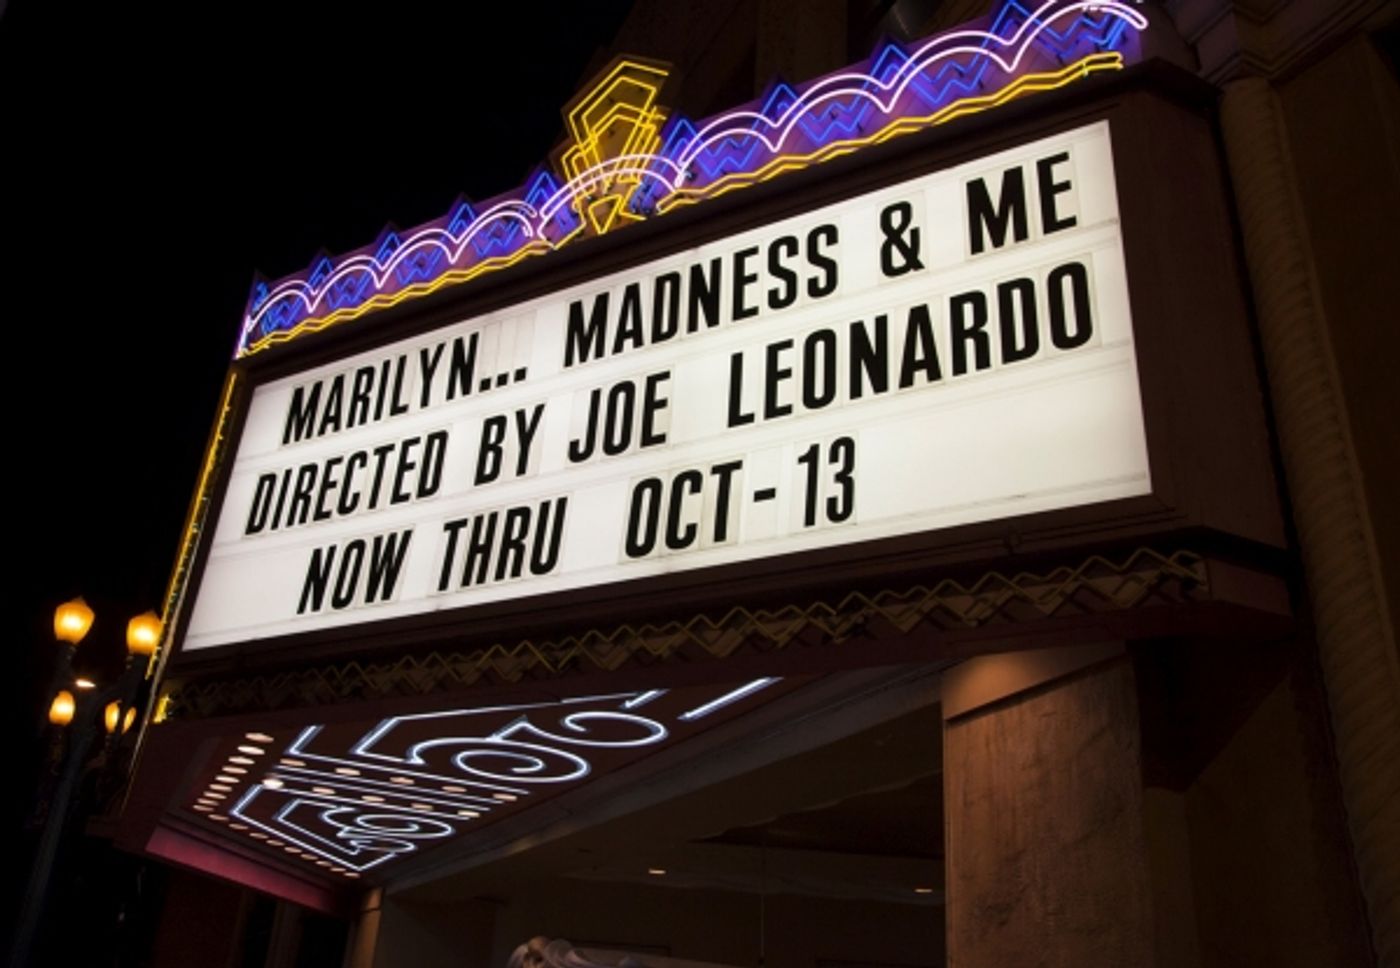 MARILYN... MADNESS & ME
DIRECTED BY JOE LEONARDO
NOW THRU OCT-13